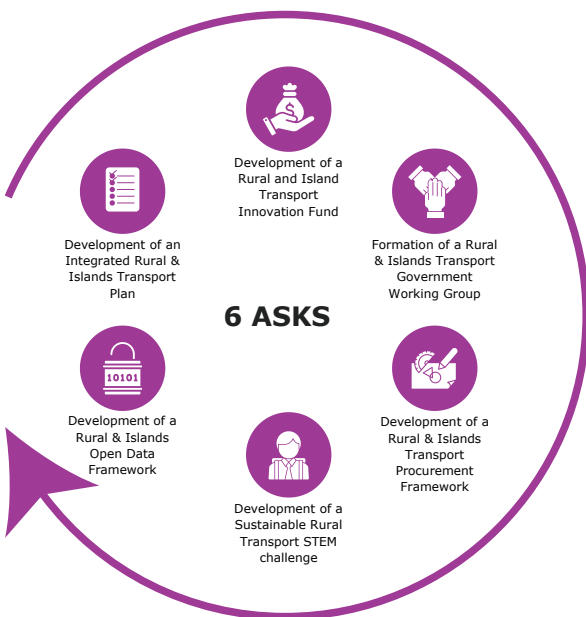 Development of a
Rural and Island
Transport
Innovation Fund
Development of an
Integrated Rural &
Islands Transport
Plan
Formation of a Rural
& Islands Transport
Government
Working Group
6 ASKS
10101
Development of a
Rural & Islands
Open Data
Framework
Development of a
Rural & Islands
Transport
Procurement
Framework
Development of a
Sustainable Rural
Transport STEM
challenge